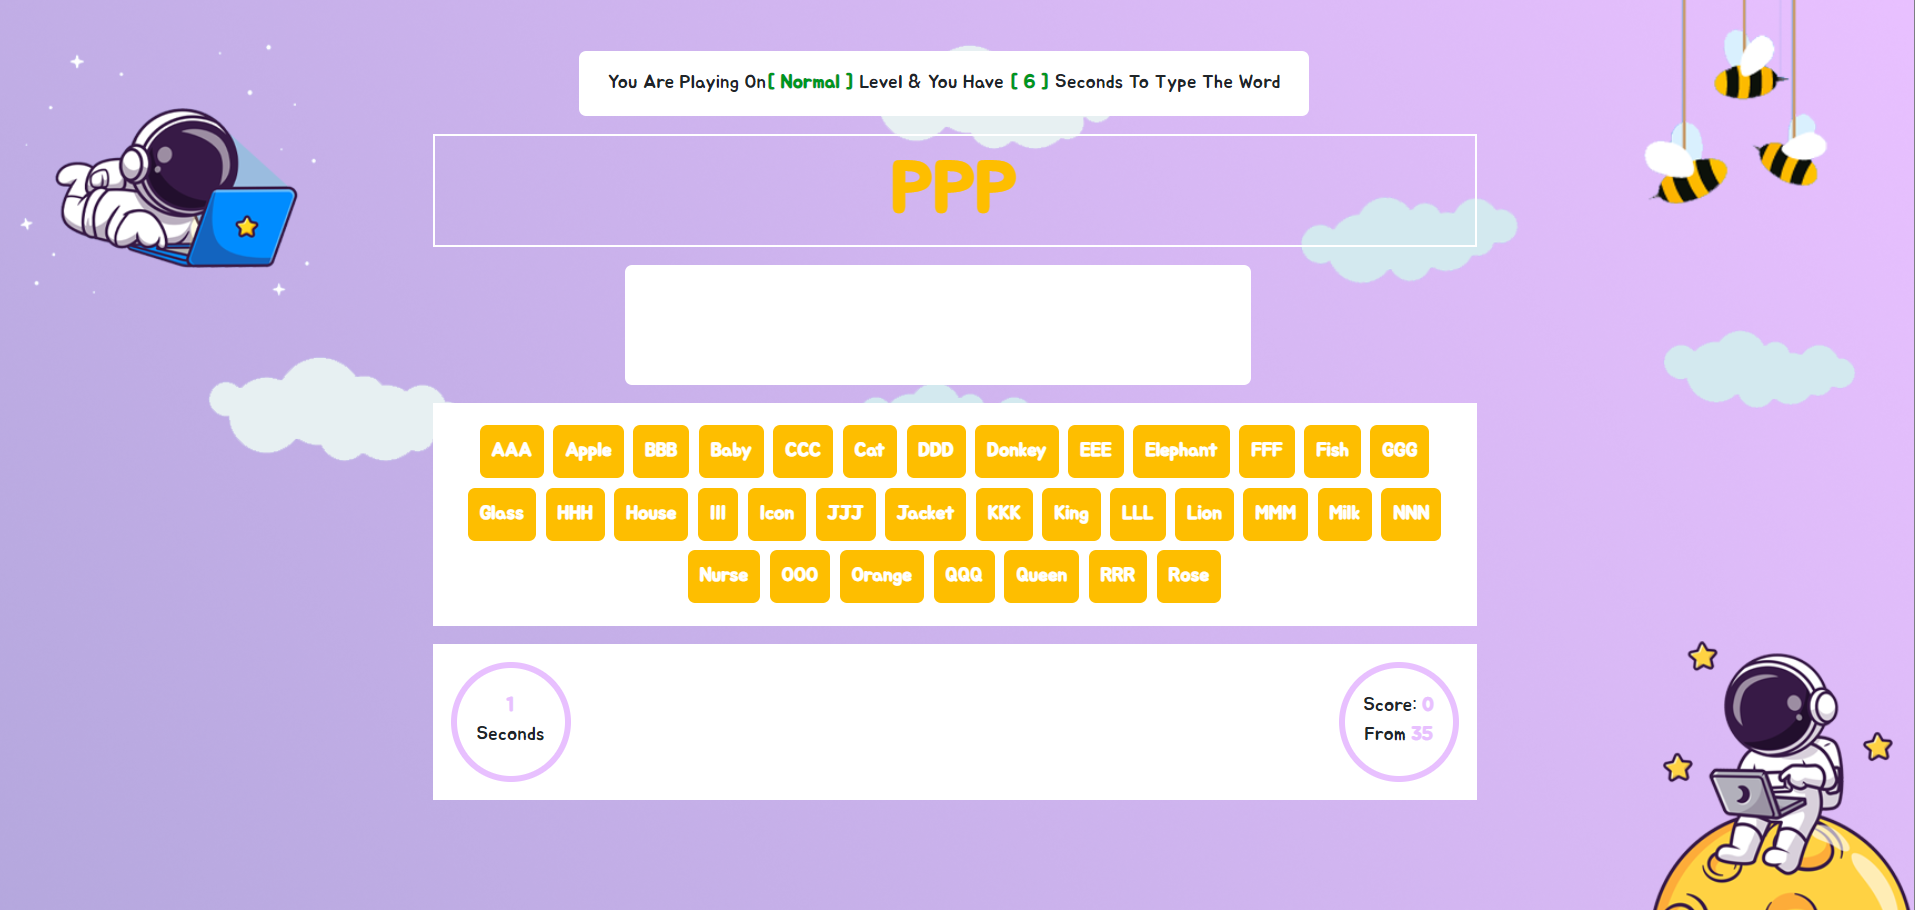 You Are Playing On[ Normal ] Level & You Have [ 6 ] Seconds To Type The Word
PPP
AAA Apple BBB Baby CCC Cat DDD Donkey EEE Elephant FFF Fish GGG
Glass HHH House III Icon JJJ Jacket KKK King LLL Lion MMM Milk NNN
Nurse OOO Orange QQQ Queen RRR Rose
1
Seconds
Score: 0
From 35